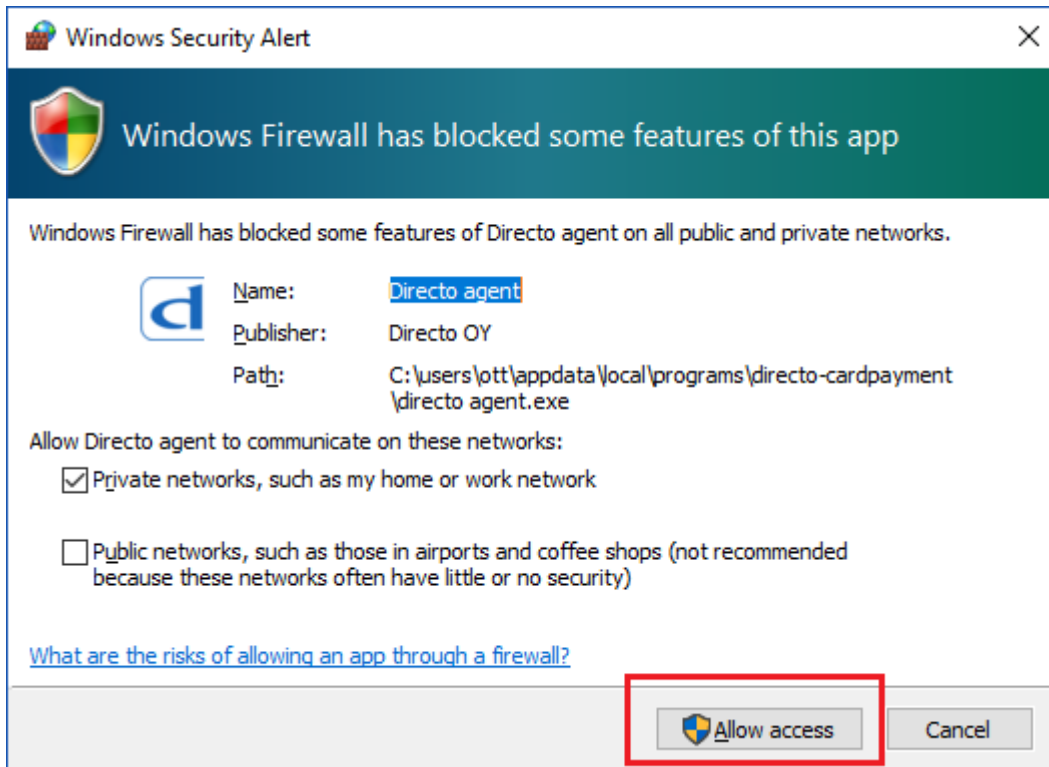 Windows Security Alert
Windows Firewall has blocked some features of this app
Windows Firewall has blocked some features of Directo agent on all public and private networks.
Name: Directo agent
Publisher: Directo OY
Path: C:\users\ott\appdata\local\programs\directo-cardpayment
\directo agent.exe
Allow Directo agent to communicate on these networks:
Private networks, such as my home or work network
Public networks, such as those in airports and coffee shops (not recommended
because these networks often have little or no security)
What are the risks of allowing an app through a firewall?
Allow access Cancel